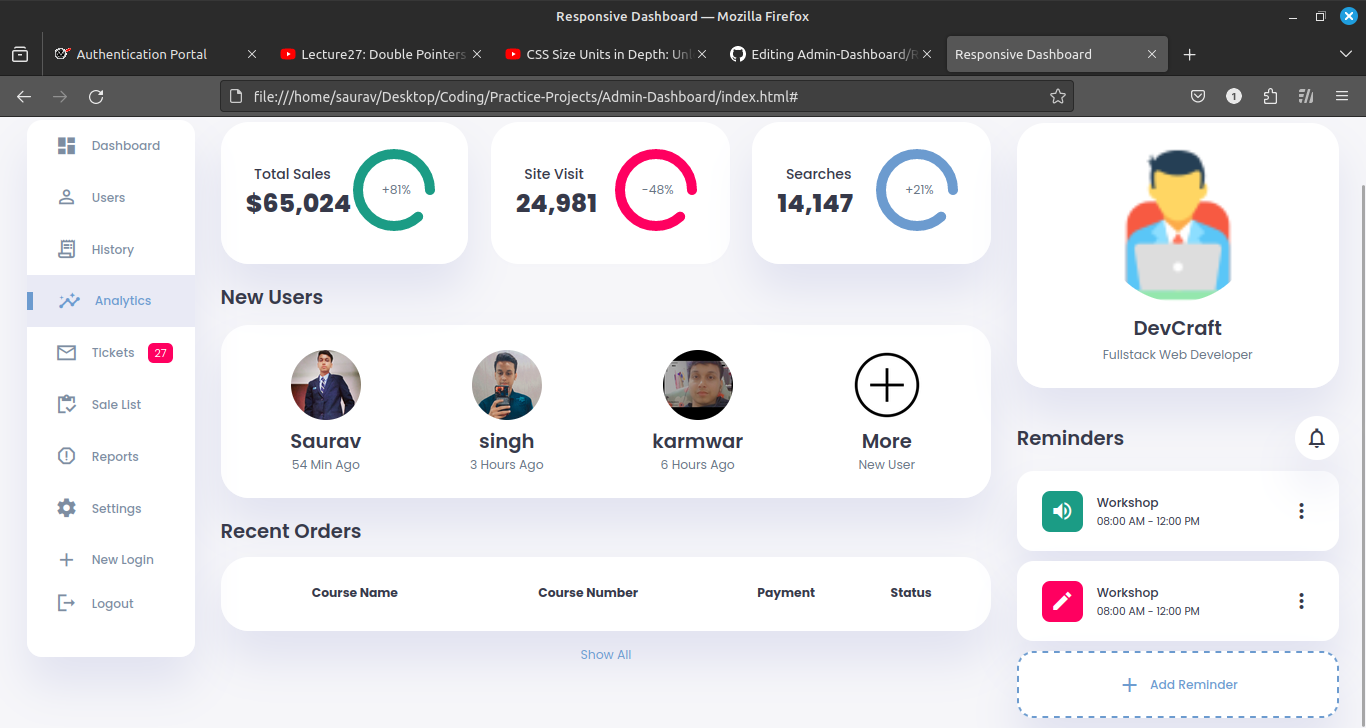 Responsive Dashboard — Mozilla Firefox
Authentication Portal
Lecture27: Double Pointers
CSS Size Units in Depth: Un
Editing Admin-Dashboard/R
Responsive Dashboard
file:///home/saurav/Desktop/Coding/Practice-Projects/Admin-Dashboard/index.html#
1
Dashboard
Users
HIstory
Analytics
Tickets 27
Sale List
Reports
Settings
New Login
Logout
Total Sales
$65,024
+81%
Site Visit
24,981
-48%
Searches
14,147
+21%
New Users
Saurav
54 Min Ago
singh
3 Hours Ago
karmwar
6 Hours Ago
More
New User
Recent Orders
Course Name Course Number Payment Status
Show All
DevCraft
Fullstack Web Developer
Reminders
Workshop
08:00 AM - 12:00 PM
Workshop
08:00 AM - 12:00 PM
Add Reminder